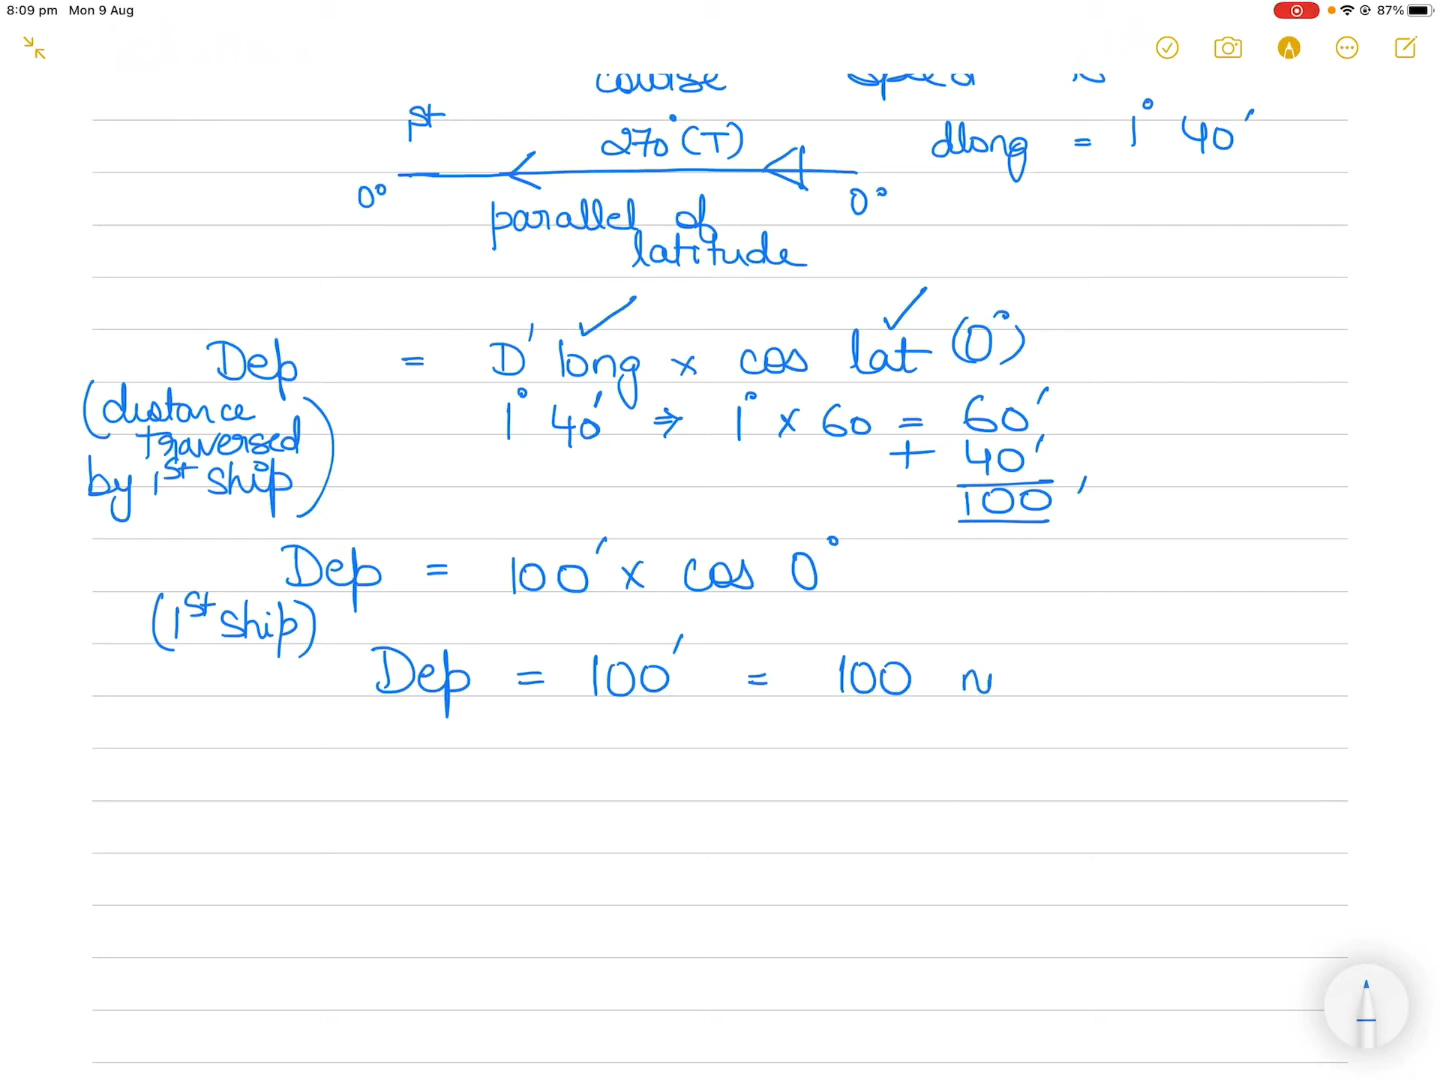 8:09 pm Mon 9 Aug 87%
course speed
1st 270°(T) dlong = 1° 40'
0° 0°
parallel of
latitude
Dep = D' long x cos lat (0°)
(distance traversed by 1st ship) 1° 40' ⇒ 1° x 60 = 60'
+ 40'
100'
Dep = 100' x cos 0°
(1st ship)
Dep = 100' = 100 n